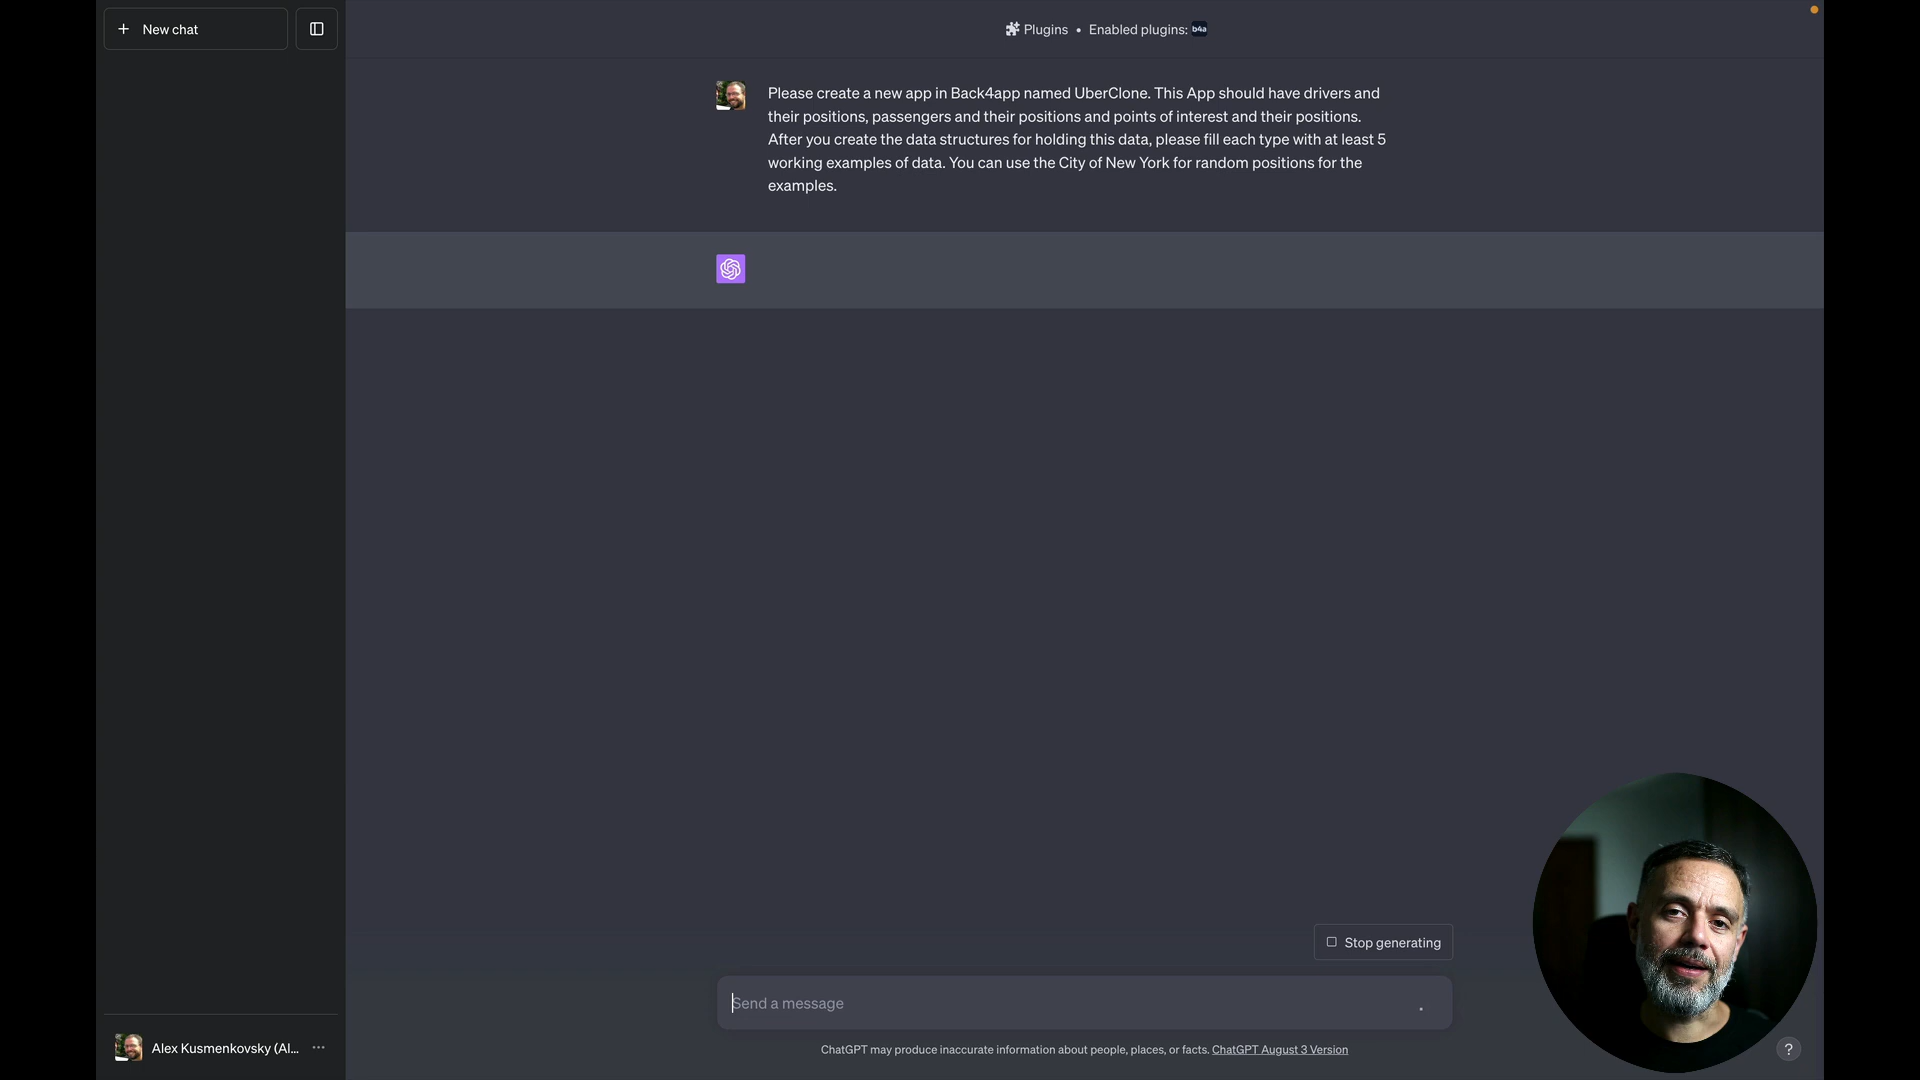 New chat
Plugins • Enabled plugins: b4a
Please create a new app in Back4app named UberClone. This App should have drivers and
their positions, passengers and their positions and points of interest and their positions.
After you create the data structures for holding this data, please fill each type with at least 5
working examples of data. You can use the City of New York for random positions for the
examples.
Stop generating
Send a message
Alex Kusmenkovsky (Al...
ChatGPT may produce inaccurate information about people, places, or facts. ChatGPT August 3 Version
?